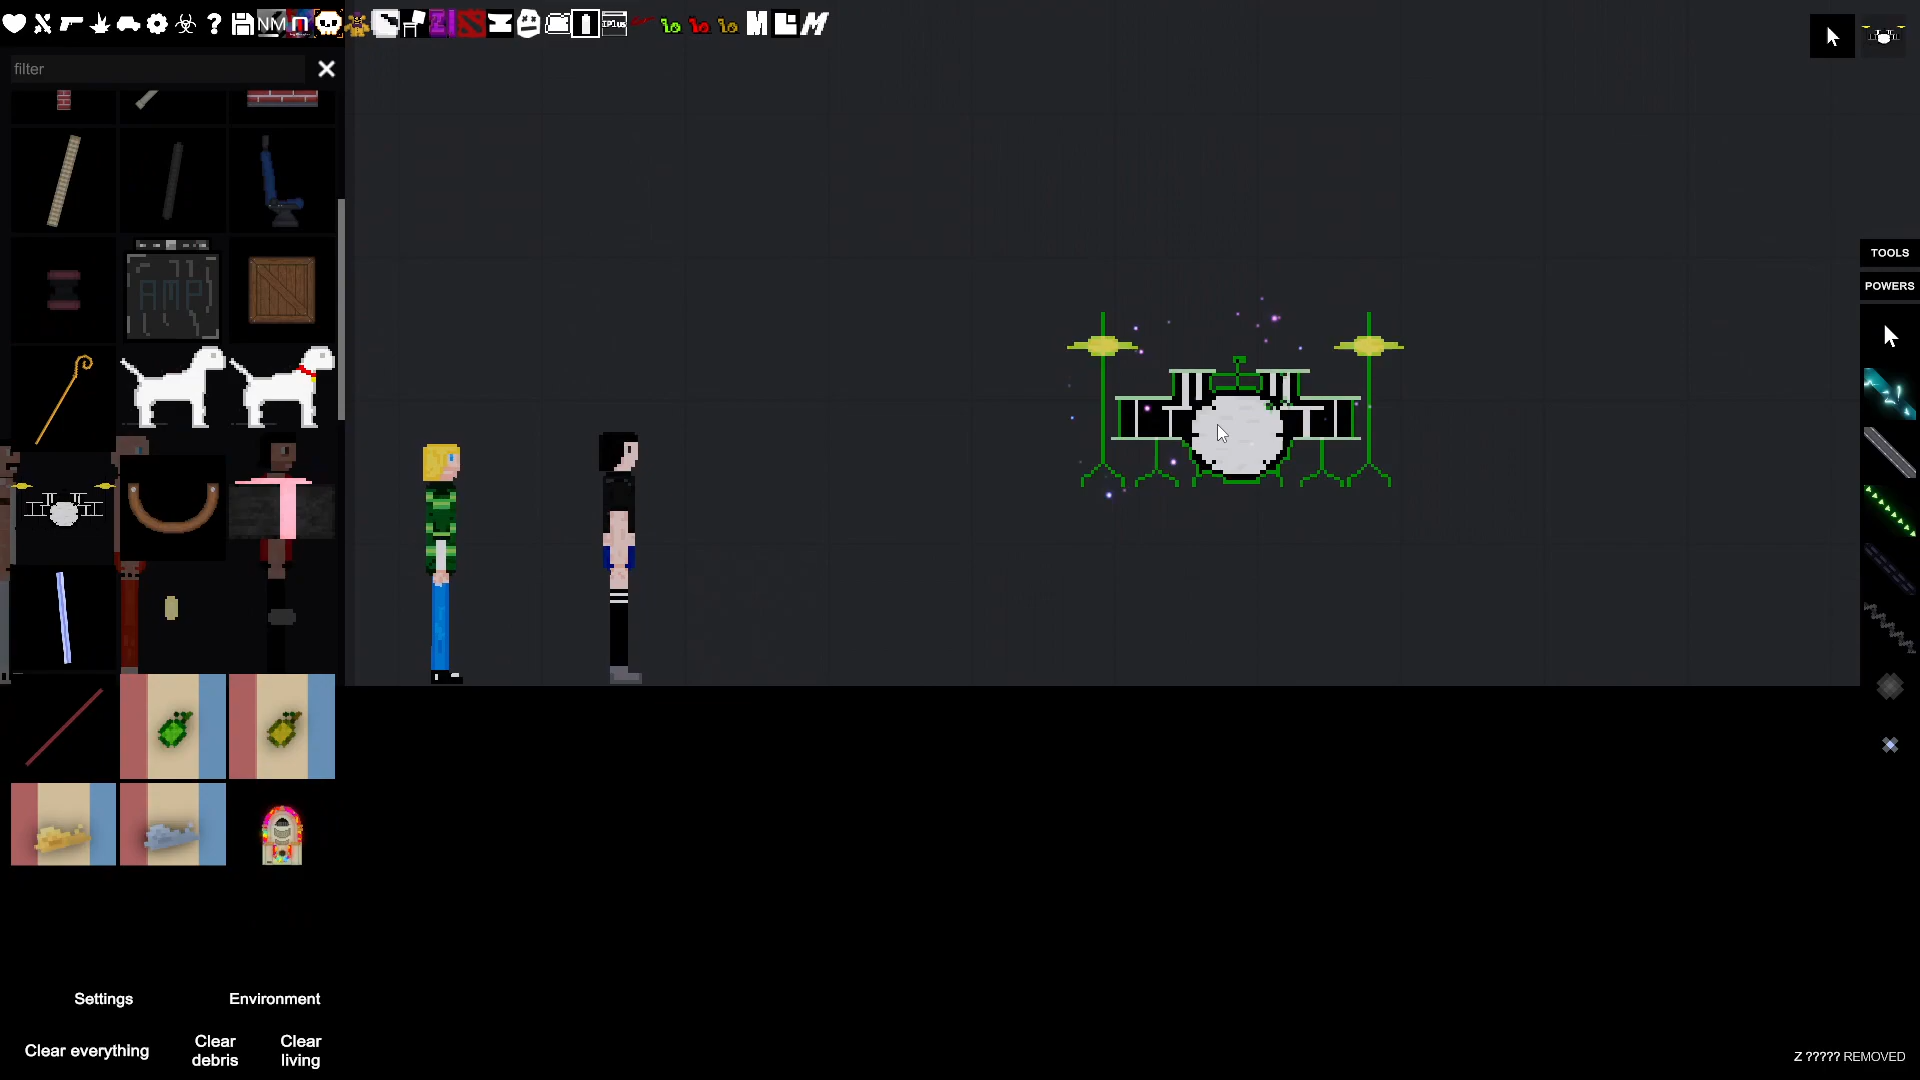 NM
filter
AMP
TOOLS
POWERS
Settings
Environment
Clear everything
Clear debris
Clear living
Z ????? REMOVED